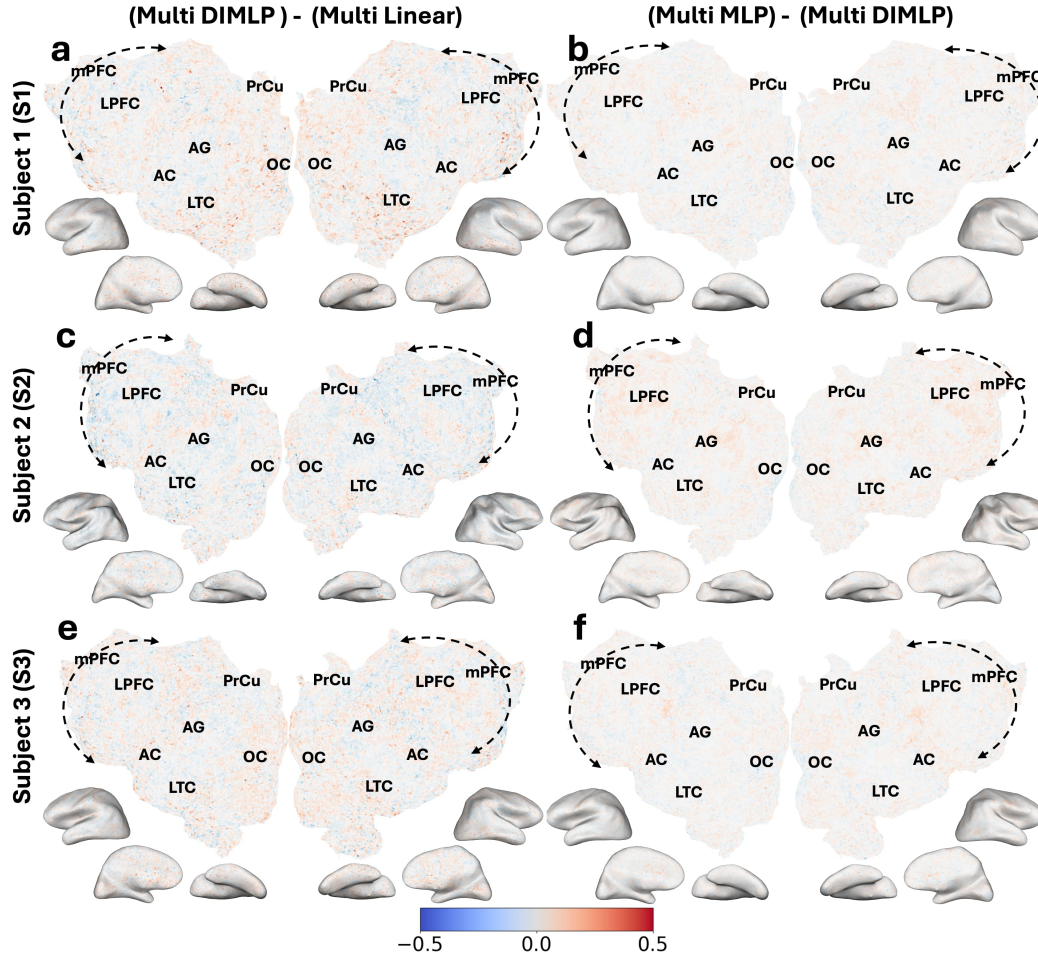 (Multi DIMLP ) - (Multi Linear)
(Multi MLP) - (Multi DIMLP)
Subject 1 (S1)
a
mPFC
LPFC
PrCu
AG
AC
OC
LTC
PrCu
mPFC
LPFC
AG
OC
AC
LTC
b
mPFC
LPFC
PrCu
AG
AC
OC
LTC
PrCu
mPFC
LPFC
AG
OC
AC
LTC
Subject 2 (S2)
c
mPFC
LPFC
PrCu
AG
AC
OC
LTC
PrCu
LPFC
mPFC
AG
OC
AC
LTC
d
mPFC
LPFC
PrCu
AG
AC
OC
LTC
PrCu
LPFC
mPFC
AG
OC
AC
LTC
Subject 3 (S3)
e
mPFC
LPFC
PrCu
AG
AC
OC
LTC
PrCu
LPFC
mPFC
AG
OC
AC
LTC
f
mPFC
LPFC
PrCu
AG
AC
OC
LTC
PrCu
LPFC
mPFC
AG
OC
AC
LTC
−0.5
0.0
0.5